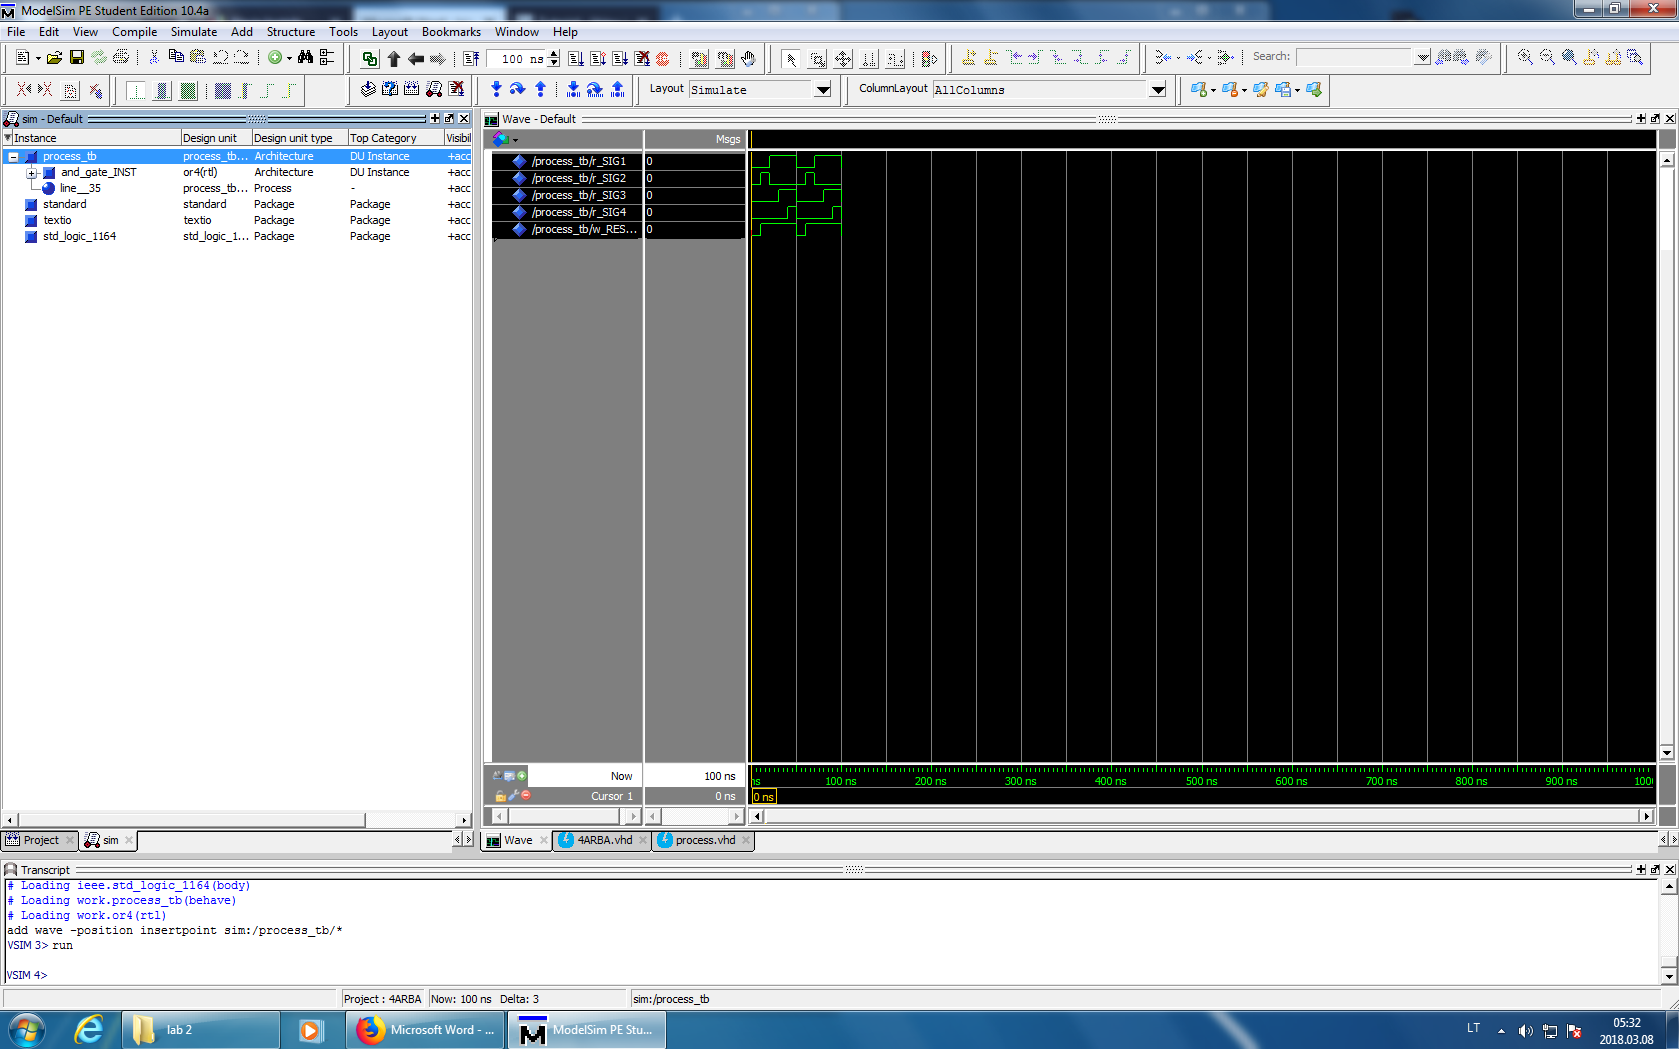 ModelSim PE Student Edition 10.4a
File Edit View Compile Simulate Add Structure Tools Layout Bookmarks Window Help
100 ns
Search:
Layout Simulate
ColumnLayout AllColumns
sim - Default
Instance Design unit Design unit type Top Category Visibil
process_tb process_tb... Architecture DU Instance +acc
and_gate_INST or4(rtl) Architecture DU Instance +acc
line__35 process_tb... Process - +acc
standard standard Package Package +acc
textio textio Package Package +acc
std_logic_1164 std_logic_1... Package Package +acc
Wave - Default
Msgs
/process_tb/r_SIG1 0
/process_tb/r_SIG2 0
/process_tb/r_SIG3 0
/process_tb/r_SIG4 0
/process_tb/w_RES... 0
Now 100 ns
ns 100 ns 200 ns 300 ns 400 ns 500 ns 600 ns 700 ns 800 ns 900 ns 1000
Cursor 1 0 ns
0 ns
Project sim
Wave 4ARBA.vhd process.vhd
Transcript
# Loading ieee.std_logic_1164(body)
# Loading work.process_tb(behave)
# Loading work.or4(rtl)
add wave -position insertpoint sim:/process_tb/*
VSIM 3> run
VSIM 4>
Project : 4ARBA Now: 100 ns Delta: 3 sim:/process_tb
lab 2
Microsoft Word - ...
ModelSim PE Stu...
LT
05:32
2018.03.08